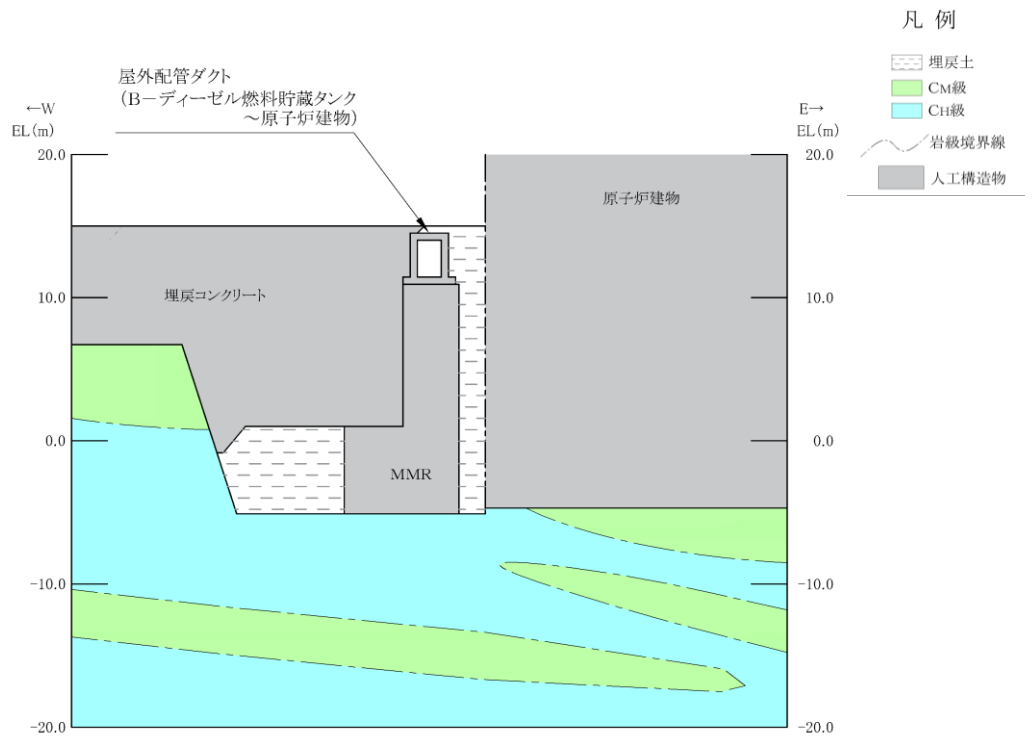 凡 例
埋戻土
CM級
CH級
岩級境界線
人工構造物
屋外配管ダクト
(B－ディーゼル燃料貯蔵タンク
～原子炉建物)
←W
EL(m)
E→
EL(m)
20.0
20.0
原子炉建物
埋戻コンクリート
10.0
10.0
0.0
0.0
MMR
-10.0
-10.0
-20.0
-20.0